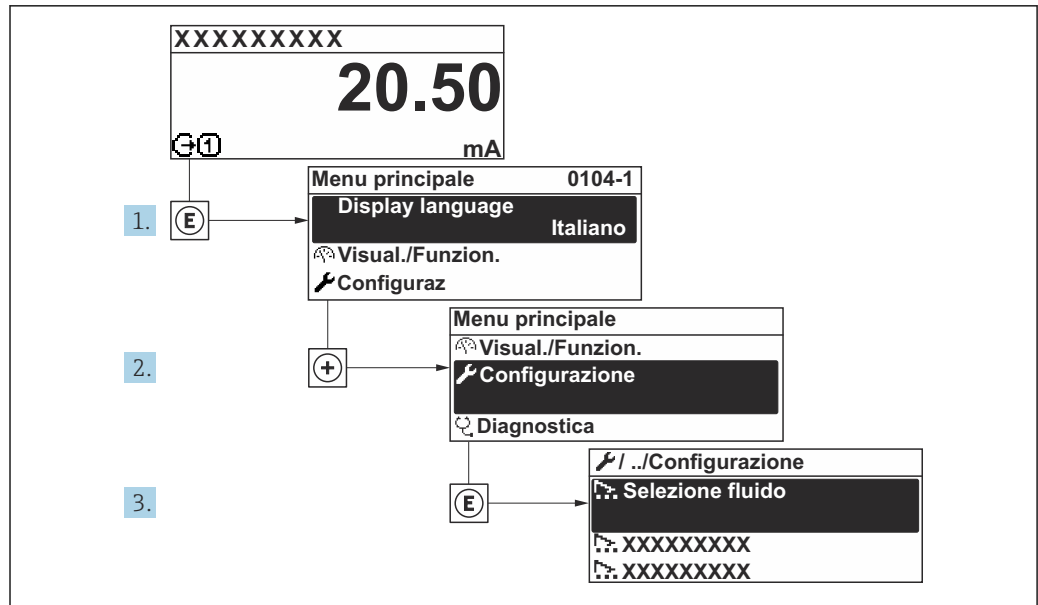 XXXXXXXXX
20.50
1
mA
1.
E
Menu principale 0104-1
Display language
Italiano
Visual./Funzion.
Configuraz
2.
+
Menu principale
Visual./Funzion.
Configurazione
Diagnostica
3.
E
/ ../Configurazione
Selezione fluido
XXXXXXXXX
XXXXXXXXX